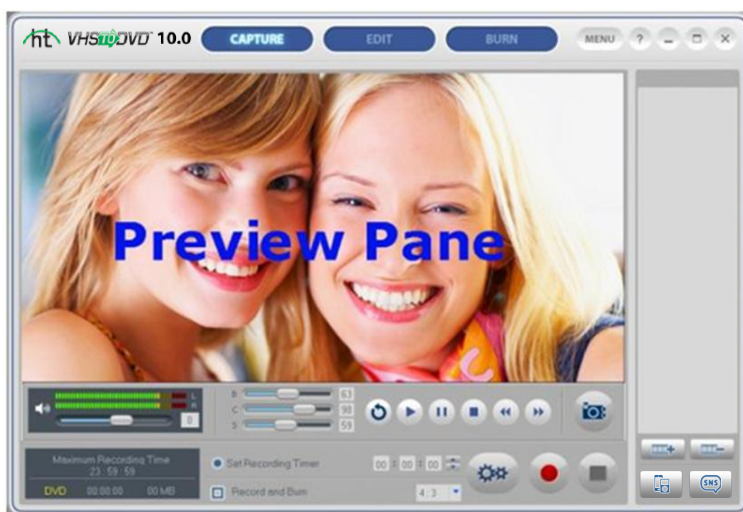 ht VHS TO DVD 10.0 CAPTURE EDIT BURN MENU ? 
Preview Pane
L
R
0
B 63
C 90
S 59
Maximum Recording Time
23 : 59 : 59
DVD 00:00:00 00 MB
Set Recording Timer 00 : 00 : 00
Record and Burn 4 : 3
SNS